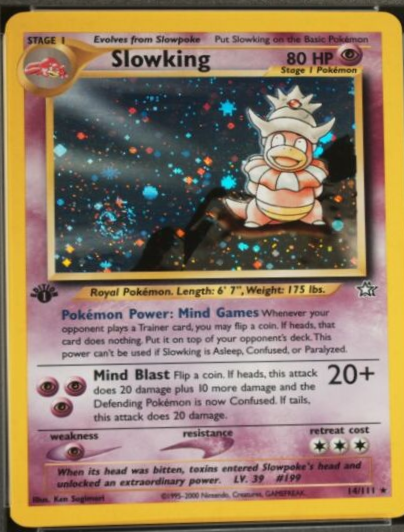 STAGE 1 Evolves from Slowpoke Put Slowking on the Basic Pokémon
Slowking 80 HP
Stage 1 Pokémon
EDITION 1
Royal Pokémon. Length: 6' 7", Weight: 175 lbs.
Pokémon Power: Mind Games Whenever your
opponent plays a Trainer card, you may flip a coin. If heads, that
card does nothing. Put it on top of your opponent's deck. This
power can't be used if Slowking is Asleep, Confused, or Paralyzed.
Mind Blast Flip a coin. If heads, this attack 20+
does 20 damage plus 10 more damage and the
Defending Pokémon is now Confused. If tails,
this attack does 20 damage.
weakness resistance retreat cost
When its head was bitten, toxins entered Slowpoke's head and
unlocked an extraordinary power. LV. 39 #199
Illus. Ken Sugimori ©1995-2000 Nintendo, Creatures, GAMEFREAK. 14/111 ★